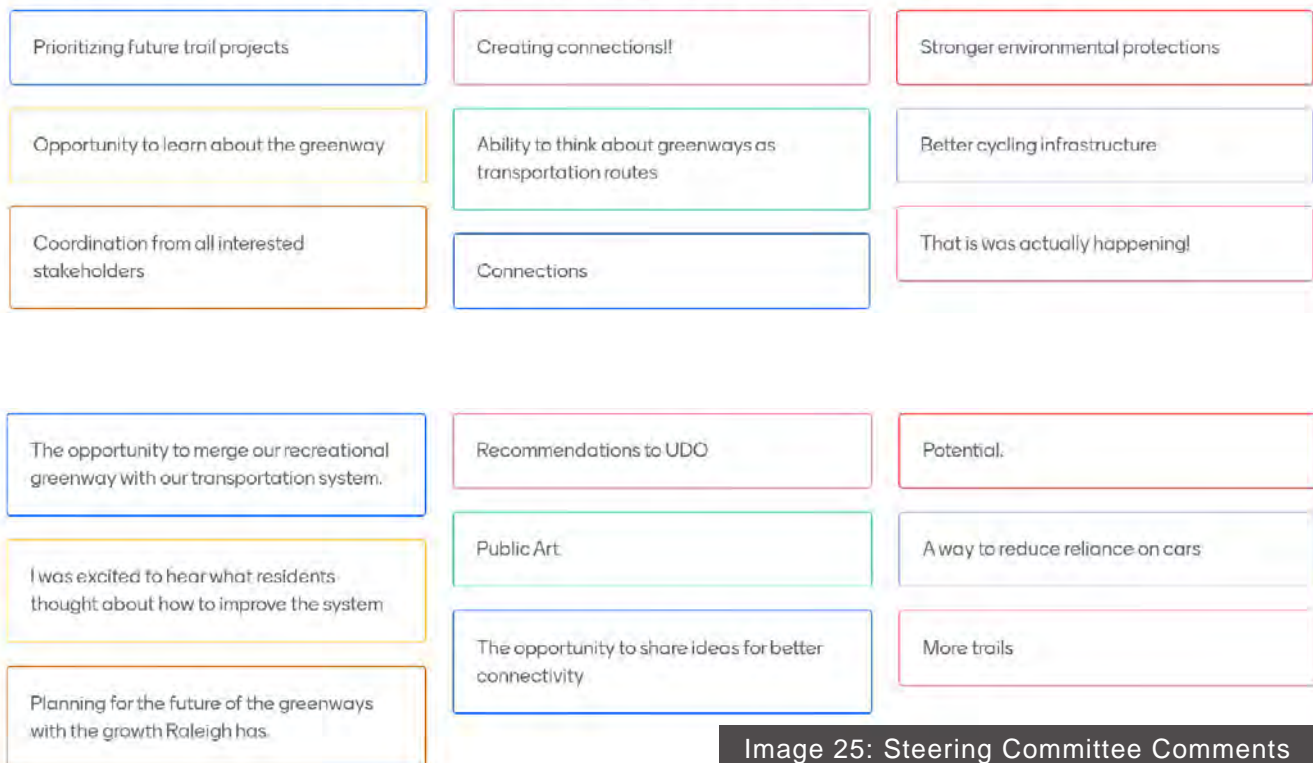 Prioritizing future trail projects
Opportunity to learn about the greenway
Coordination from all interested
stakeholders
Creating connections!!
Ability to think about greenways as
transportation routes
Connections
Stronger environmental protections
Better cycling infrastructure
That is was actually happening!
The opportunity to merge our recreational
greenway with our transportation system.
I was excited to hear what residents
thought about how to improve the system
Planning for the future of the greenways
with the growth Raleigh has.
Recommendations to UDO
Public Art
The opportunity to share ideas for better
connectivity
Potential.
A way to reduce reliance on cars
More trails
Image 25: Steering Committee Comments